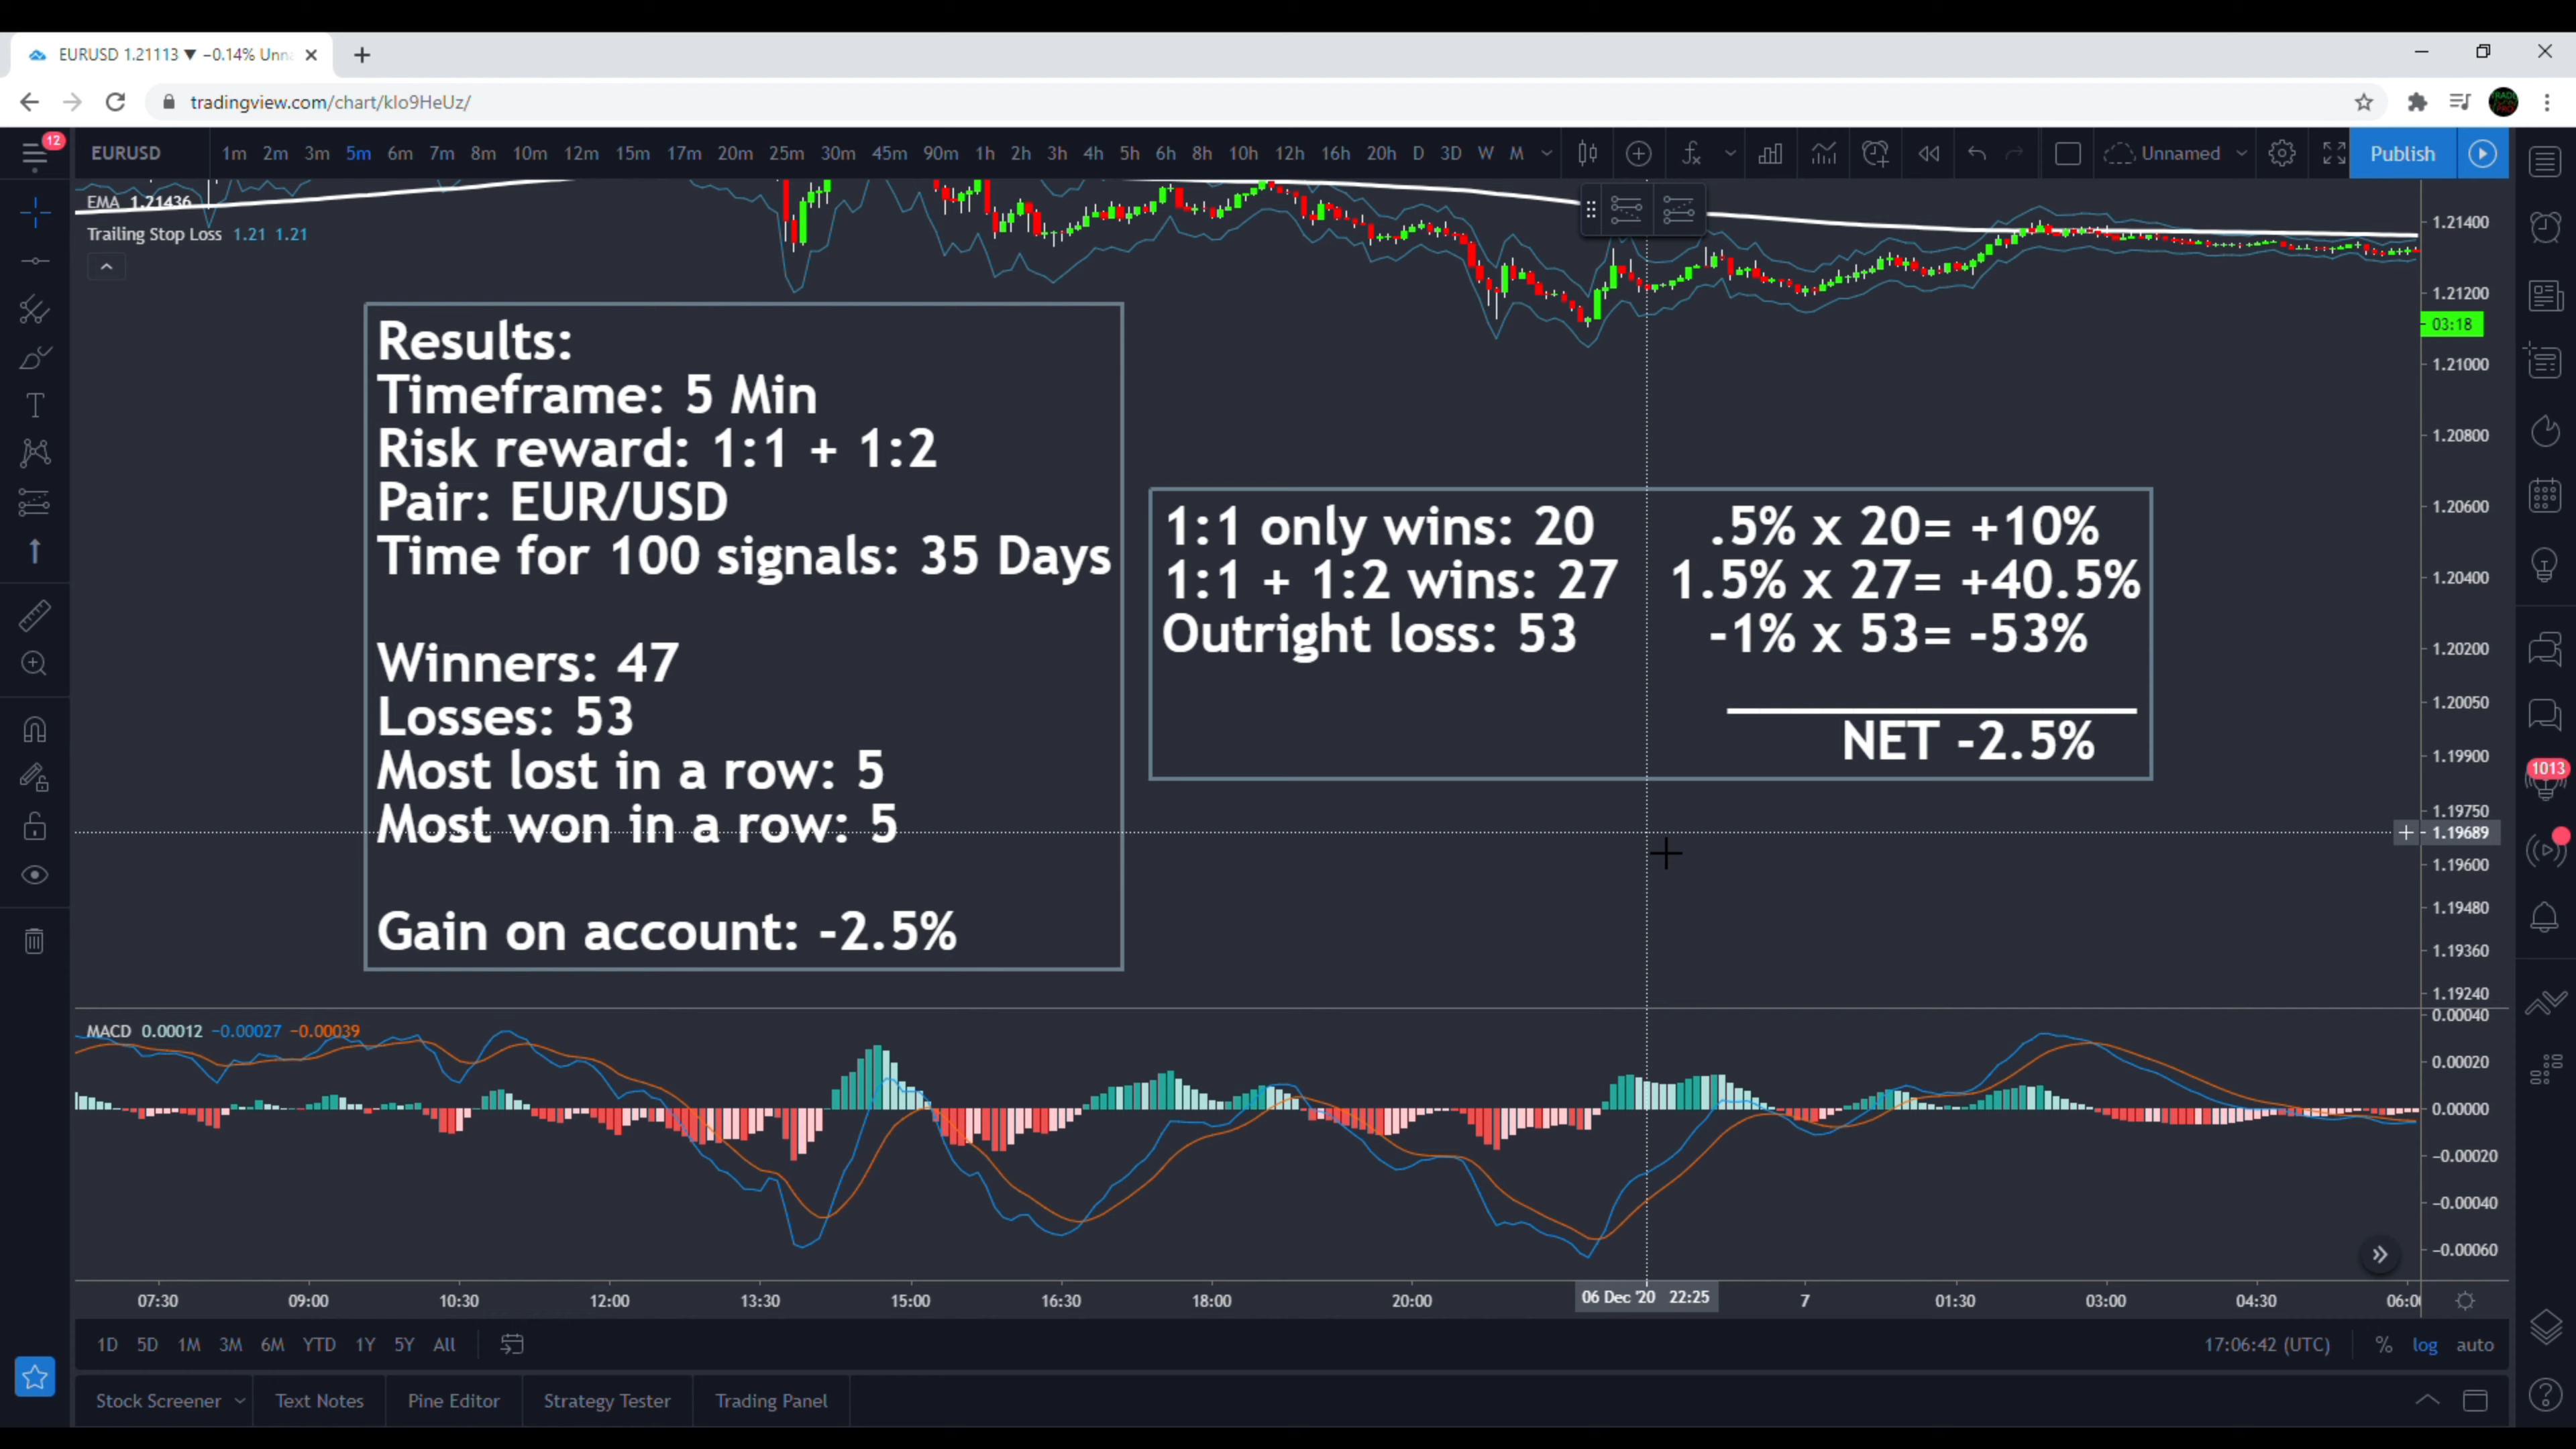 EURUSD 1.21113 ▼ −0.14% Unn
tradingview.com/chart/klo9HeUz/
12
EURUSD 1m 2m 3m 5m 6m 7m 8m 10m 12m 15m 17m 20m 25m 30m 45m 90m 1h 2h 3h 4h 5h 6h 8h 10h 12h 16h 20h D 3D W M Unnamed Publish
EMA 1.21436
Trailing Stop Loss 1.21 1.21
Results:
Timeframe: 5 Min
Risk reward: 1:1 + 1:2
Pair: EUR/USD
Time for 100 signals: 35 Days
Winners: 47
Losses: 53
Most lost in a row: 5
Most won in a row: 5
Gain on account: -2.5%
1:1 only wins: 20 .5% x 20= +10%
1:1 + 1:2 wins: 27 1.5% x 27= +40.5%
Outright loss: 53 -1% x 53= -53%
NET -2.5%
1.21400
1.21200
03:18
1.21000
1.20800
1.20600
1.20400
1.20200
1.20050
1.19900
1.19750
1.19689
1.19600
1.19480
1.19360
1.19240
1013
MACD 0.00012 −0.00027 −0.00039
0.00040
0.00020
0.00000
−0.00020
−0.00040
−0.00060
07:30 09:00 10:30 12:00 13:30 15:00 16:30 18:00 20:00 06 Dec '20 22:25 7 01:30 03:00 04:30 06:0
1D 5D 1M 3M 6M YTD 1Y 5Y All 17:06:42 (UTC) % log auto
Stock Screener Text Notes Pine Editor Strategy Tester Trading Panel